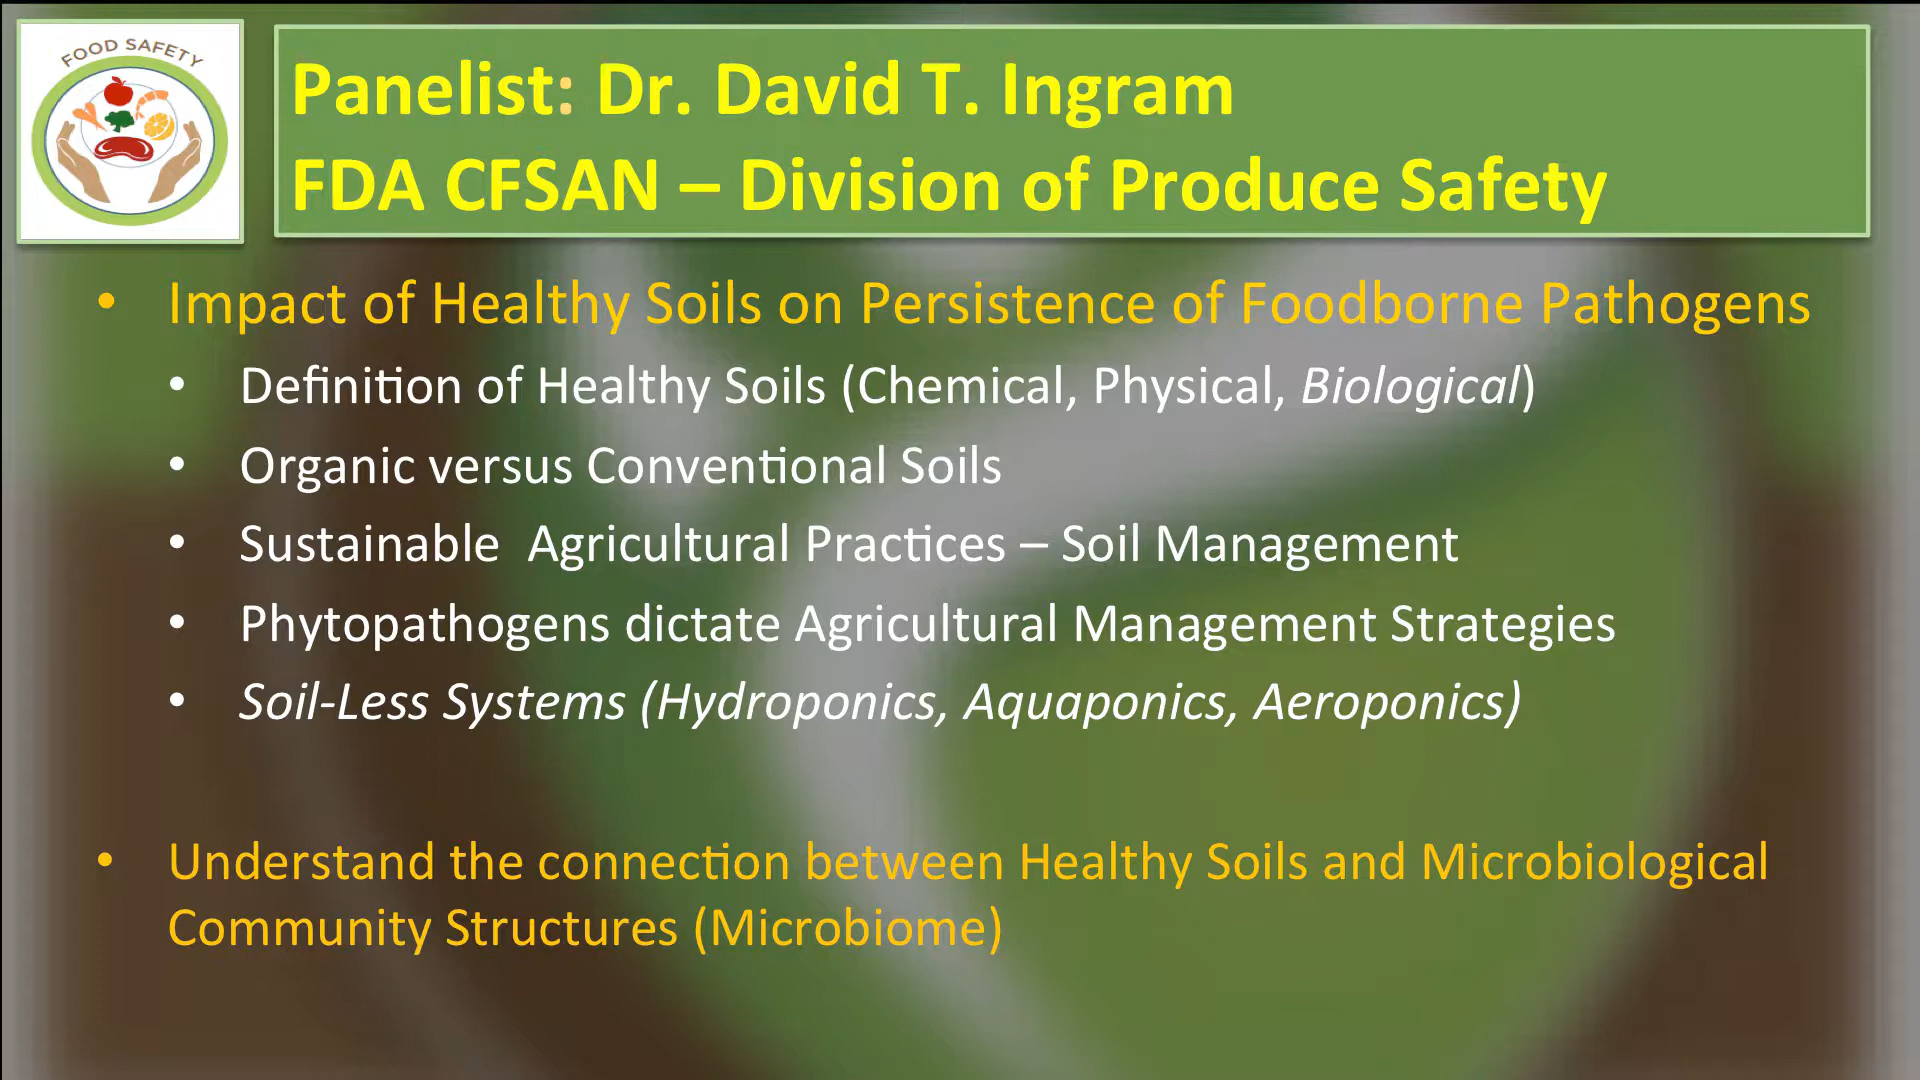 FOOD SAFETY
Panelist: Dr. David T. Ingram
FDA CFSAN – Division of Produce Safety
• Impact of Healthy Soils on Persistence of Foodborne Pathogens
• Definition of Healthy Soils (Chemical, Physical, Biological)
• Organic versus Conventional Soils
• Sustainable  Agricultural Practices – Soil Management
• Phytopathogens dictate Agricultural Management Strategies
• Soil-Less Systems (Hydroponics, Aquaponics, Aeroponics)
• Understand the connection between Healthy Soils and Microbiological
Community Structures (Microbiome)